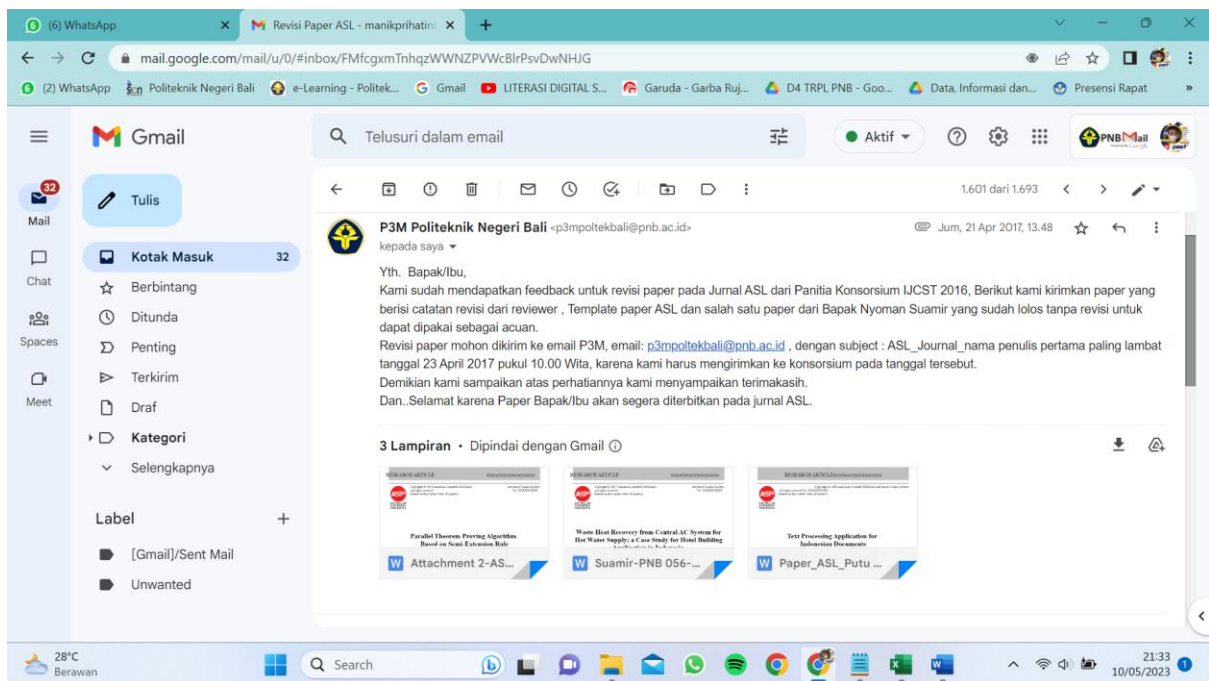 (6) WhatsApp
Revisi Paper ASL - manikprihatini
mail.google.com/mail/u/0/#inbox/FMfcgxmTnhqzWWNZPVWcBlrPsvDwNHJG
(2) WhatsApp
Politeknik Negeri Bali
e-Learning - Politek...
Gmail
LITERASI DIGITAL S...
Garuda - Garba Ruj...
D4 TRPL PNB - Goo...
Data, Informasi dan...
Presensi Rapat
»
Gmail
Telusuri dalam email
Aktif
PNBMail
32
Mail
Chat
Spaces
Meet
Tulis
Kotak Masuk 32
Berbintang
Ditunda
Penting
Terkirim
Draf
Kategori
Selengkapnya
Label +
[Gmail]/Sent Mail
Unwanted
1.601 dari 1.693
P3M Politeknik Negeri Bali <p3mpoltekbali@pnb.ac.id>
Jum, 21 Apr 2017, 13.48
kepada saya
Yth. Bapak/Ibu,
Kami sudah mendapatkan feedback untuk revisi paper pada Jurnal ASL dari Panitia Konsorsium IJCST 2016, Berikut kami kirimkan paper yang
berisi catatan revisi dari reviewer , Template paper ASL dan salah satu paper dari Bapak Nyoman Suamir yang sudah lolos tanpa revisi untuk
dapat dipakai sebagai acuan.
Revisi paper mohon dikirim ke email P3M, email: p3mpoltekbali@pnb.ac.id , dengan subject : ASL_Journal_nama penulis pertama paling lambat
tanggal 23 April 2017 pukul 10.00 Wita, karena kami harus mengirimkan ke konsorsium pada tanggal tersebut.
Demikian kami sampaikan atas perhatiannya kami menyampaikan terimakasih.
Dan..Selamat karena Paper Bapak/Ibu akan segera diterbitkan pada jurnal ASL.
3 Lampiran • Dipindai dengan Gmail
RESEARCH ARTICLE
Parallel Theorem Proving Algorithm
Based on Semi-Extension Rule
Attachment 2-AS...
RESEARCH ARTICLE
Waste Heat Recovery from Central AC System for
Hot Water Supply; a Case Study for Hotel Building
Application in Indonesia
Suamir-PNB 056-...
RESEARCH ARTICLE
Text Processing Application for
Indonesian Documents
Paper_ASL_Putu ...
28°C
Berawan
Search
21:33
10/05/2023
1